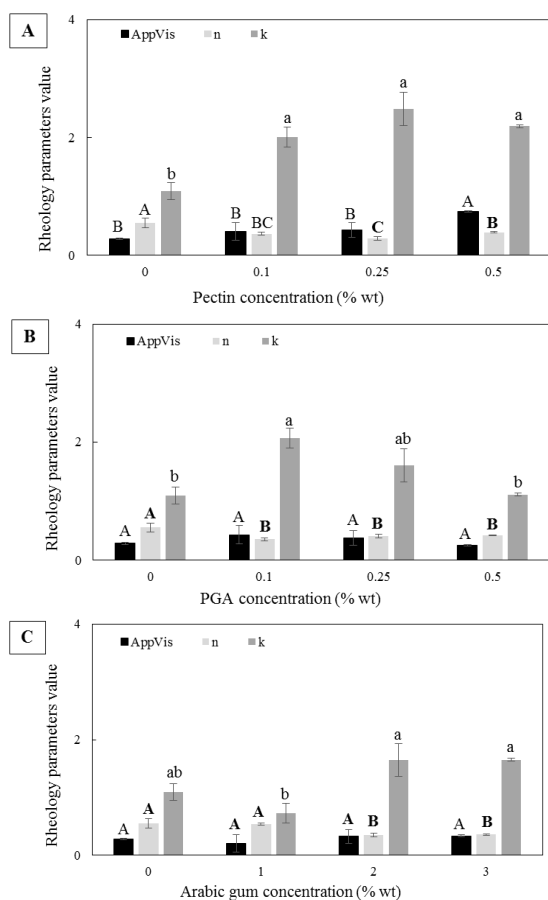 A
AppVis n k
4
2
0
Rheology parameters value
B A b
B BC a
B C a
A B a
0 0.1 0.25 0.5
Pectin concentration (% wt)
B
AppVis n k
4
2
0
Rheology parameters value
A A b
A B a
A B ab
A B b
0 0.1 0.25 0.5
PGA concentration (% wt)
C
AppVis n k
4
2
0
Rheology parameters value
A A ab
A A b
A B a
A B a
0 1 2 3
Arabic gum concentration (% wt)